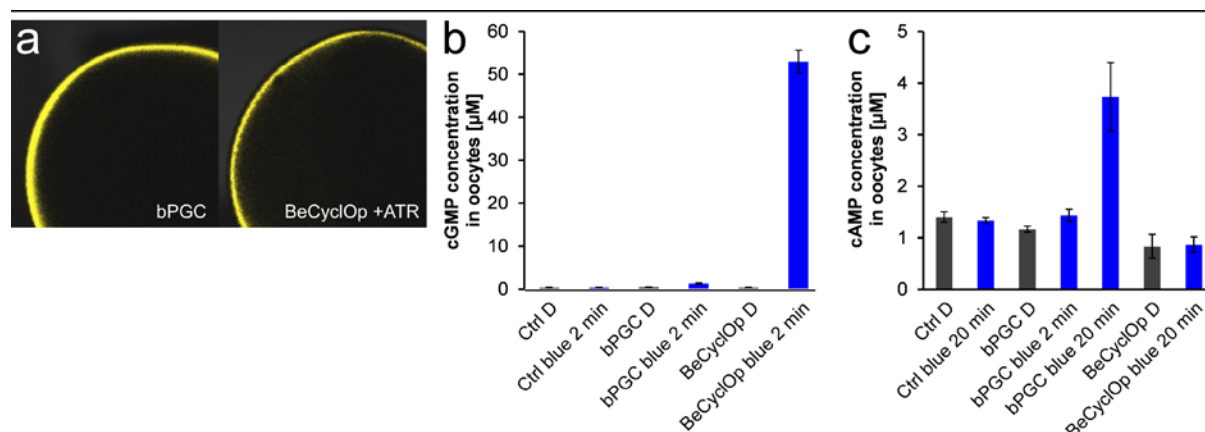 a
bPGC
BeCyclOp +ATR
b
cGMP concentration
in oocytes [µM]
60
50
40
30
20
10
0
Ctrl D
Ctrl blue 2 min
bPGC D
bPGC blue 2 min
BeCyclOp D
BeCyclOp blue 2 min
c
cAMP concentration
in oocytes [µM]
5
4
3
2
1
0
Ctrl D
Ctrl blue 20 min
bPGC D
bPGC blue 2 min
bPGC blue 20 min
BeCyclOp D
BeCyclOp blue 20 min